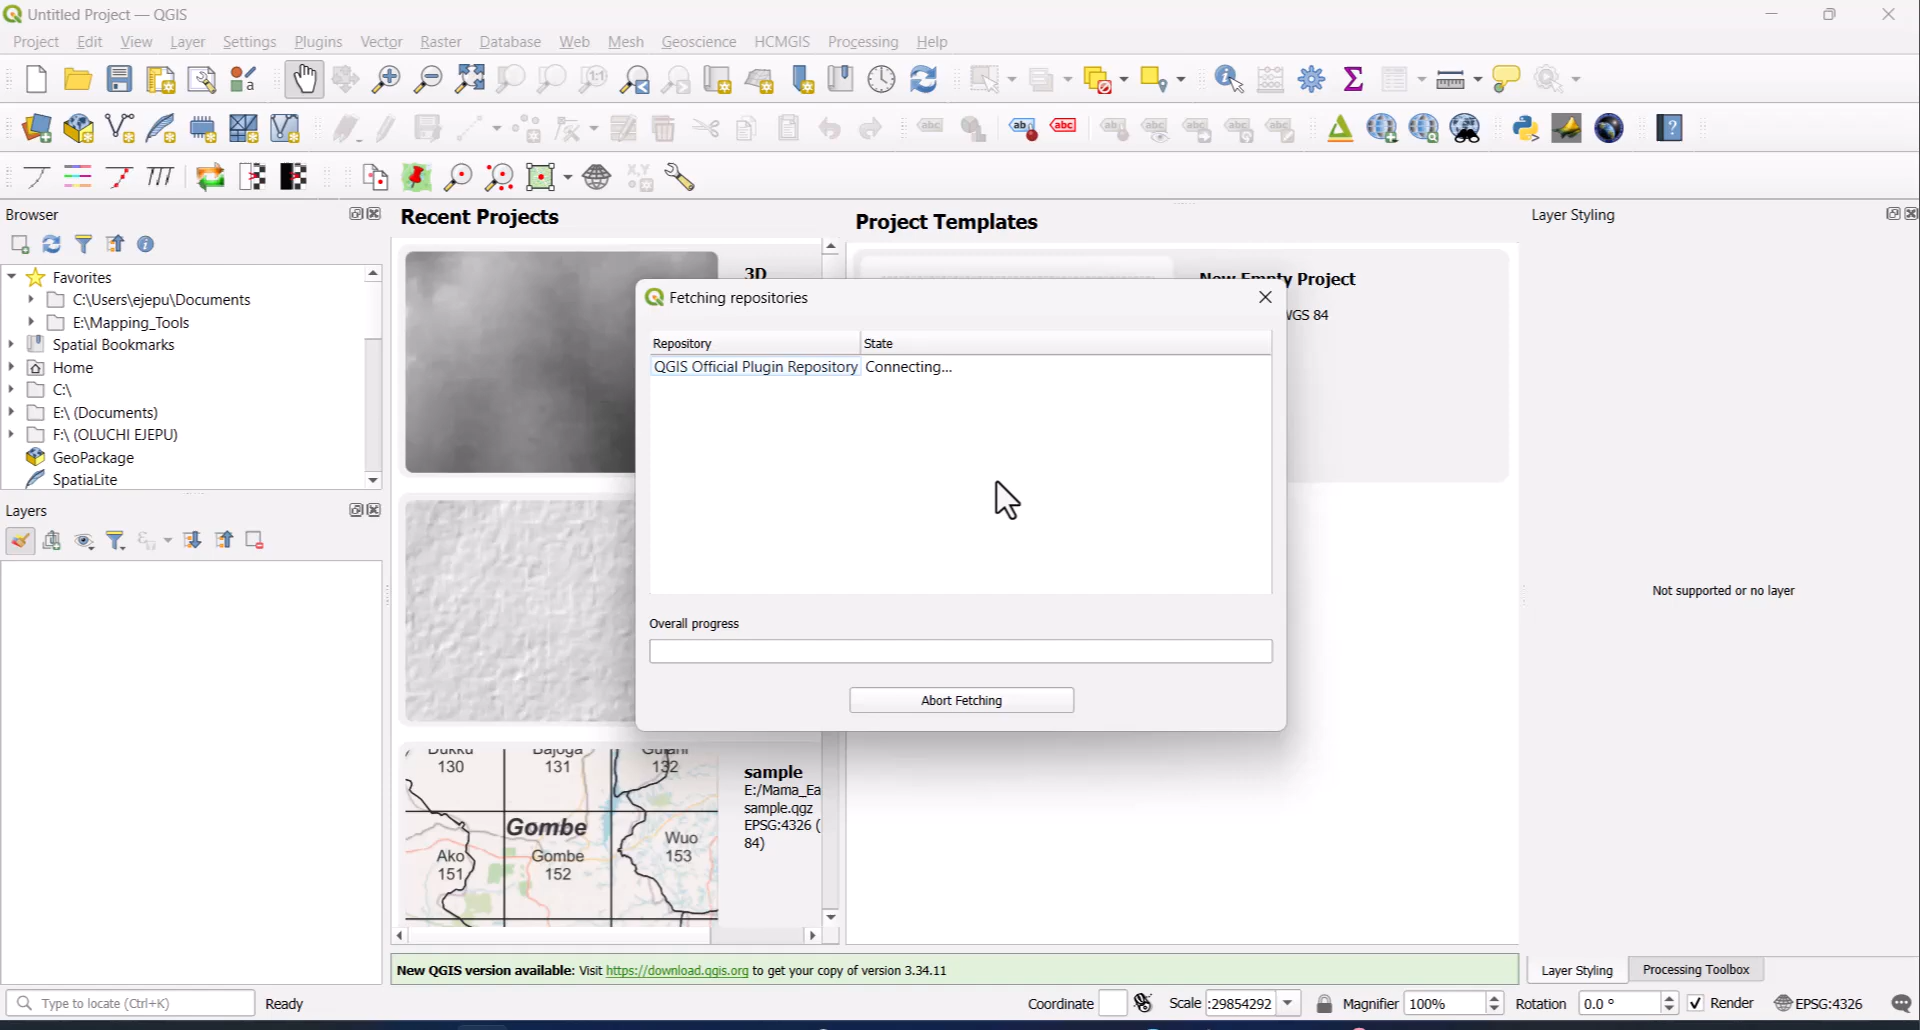 Untitled Project — QGIS
Project Edit View Layer Settings Plugins Vector Raster Database Web Mesh Geoscience HCMGIS Processing Help
Browser
Favorites
C:\Users\ejepu\Documents
E:\Mapping_Tools
Spatial Bookmarks
Home
C:\
E:\ (Documents)
F:\ (OLUCHI EJEPU)
GeoPackage
SpatiaLite
Layers
Recent Projects
3D
Dukku Bajoga Gulani
130 131 132
Gombe
Ako Gombe Wuo
151 152 153
sample
E:/Mama_Ea
sample.qgz
EPSG:4326 (
84)
Project Templates
New Empty Project
WGS 84
Fetching repositories
Repository State
QGIS Official Plugin Repository Connecting...
Overall progress
Abort Fetching
Layer Styling
Not supported or no layer
New QGIS version available: Visit https://download.qgis.org to get your copy of version 3.34.11
Layer Styling Processing Toolbox
Type to locate (Ctrl+K) Ready Coordinate Scale :29854292 Magnifier 100% Rotation 0.0 ° Render EPSG:4326